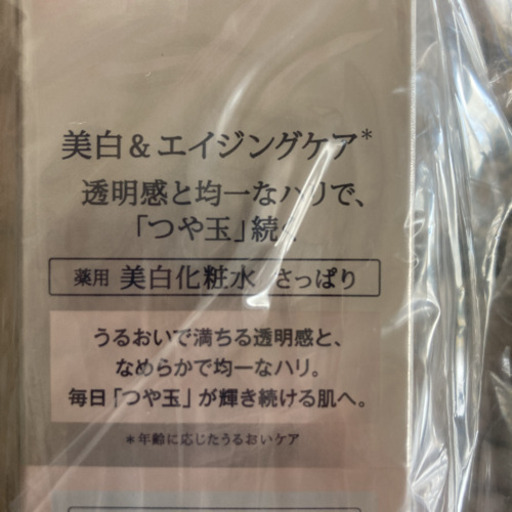 美白&エイジングケア*
透明感と均一なハリで、
「つや玉」続く
薬用 美白化粧水 さっぱり
うるおいで満ちる透明感と、
なめらかで均一なハリ。
毎日「つや玉」が輝き続ける肌へ。
*年齢に応じたうるおいケア